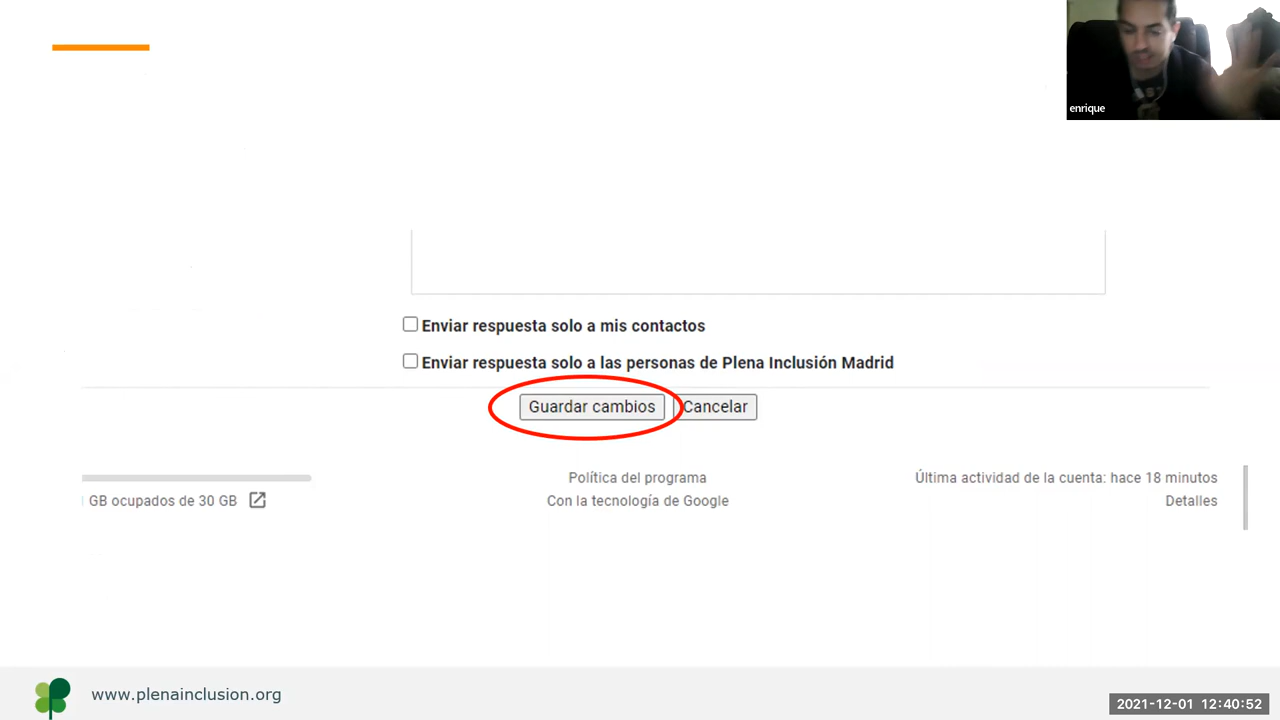 enrique
Enviar respuesta solo a mis contactos
Enviar respuesta solo a las personas de Plena Inclusión Madrid
Guardar cambios Cancelar
Política del programa Última actividad de la cuenta: hace 18 minutos
GB ocupados de 30 GB Con la tecnología de Google Detalles
www.plenainclusion.org
2021-12-01 12:40:52